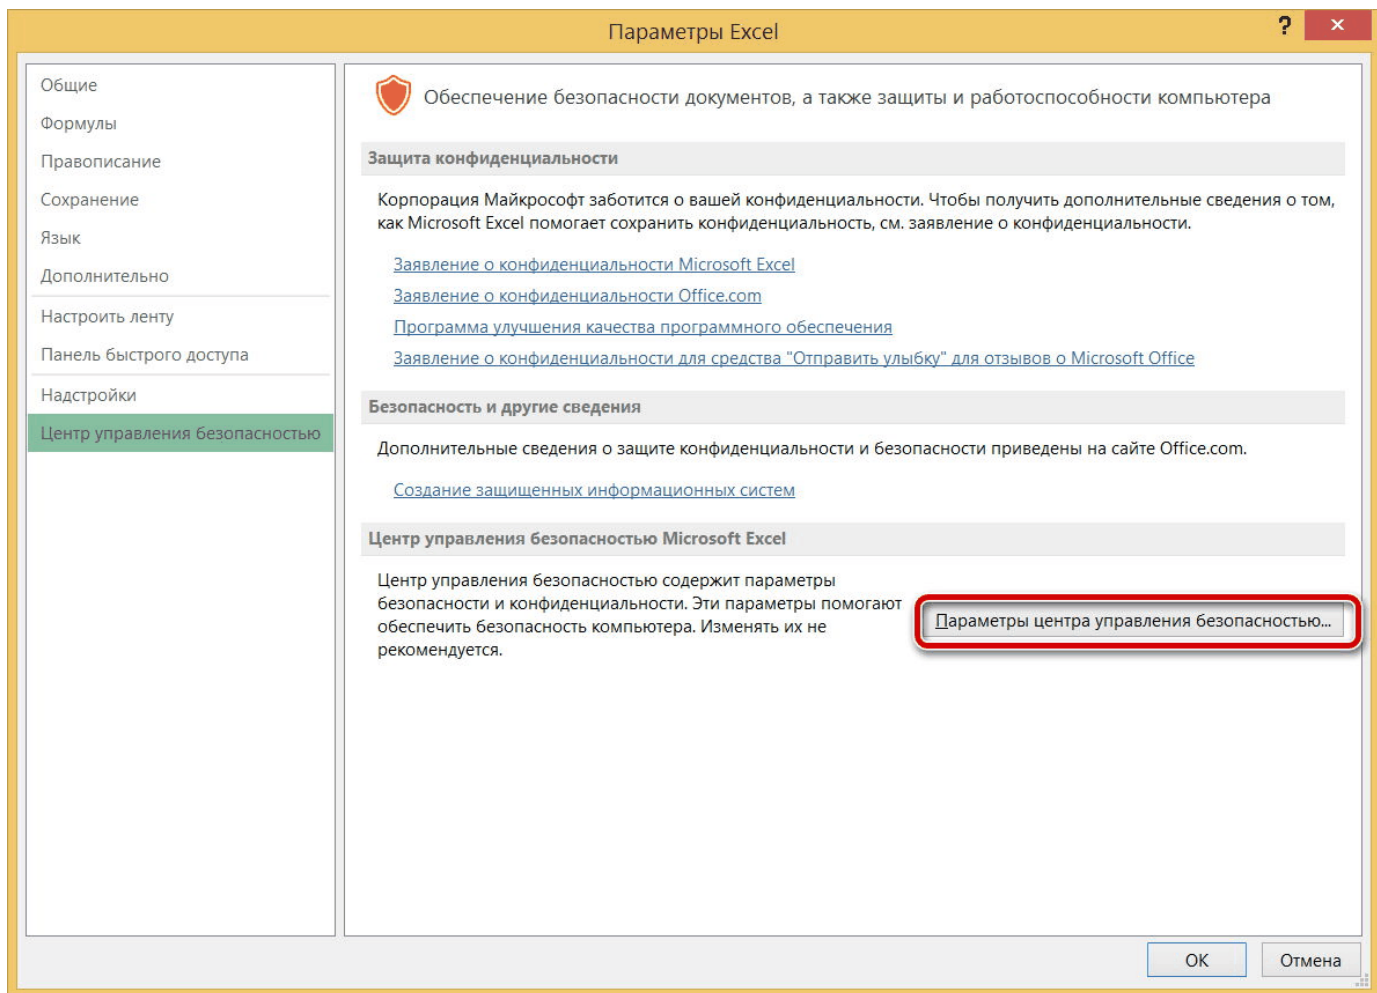 Параметры Excel
?
×
Общие
Формулы
Правописание
Сохранение
Язык
Дополнительно
Настроить ленту
Панель быстрого доступа
Надстройки
Центр управления безопасностью
Обеспечение безопасности документов, а также защиты и работоспособности компьютера
Защита конфиденциальности
Корпорация Майкрософт заботится о вашей конфиденциальности. Чтобы получить дополнительные сведения о том,
как Microsoft Excel помогает сохранить конфиденциальность, см. заявление о конфиденциальности.
Заявление о конфиденциальности Microsoft Excel
Заявление о конфиденциальности Office.com
Программа улучшения качества программного обеспечения
Заявление о конфиденциальности для средства "Отправить улыбку" для отзывов о Microsoft Office
Безопасность и другие сведения
Дополнительные сведения о защите конфиденциальности и безопасности приведены на сайте Office.com.
Создание защищенных информационных систем
Центр управления безопасностью Microsoft Excel
Центр управления безопасностью содержит параметры
безопасности и конфиденциальности. Эти параметры помогают
обеспечить безопасность компьютера. Изменять их не
рекомендуется.
Параметры центра управления безопасностью...
ОК
Отмена